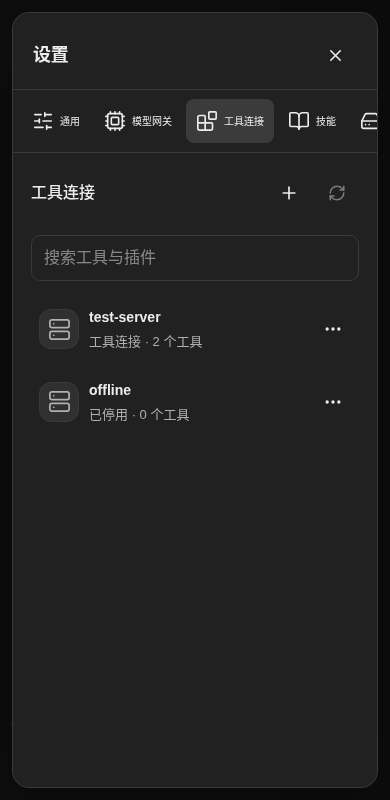 设置
通用
模型网关
工具连接
技能
工具连接
搜索工具与插件
test-server
工具连接 · 2 个工具
offline
已停用 · 0 个工具